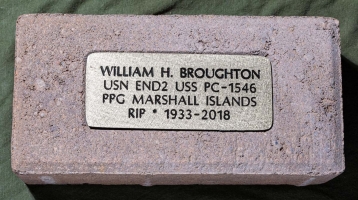 WILLIAM H. BROUGHTON
USN END2 USS PC-1546
PPG MARSHALL ISLANDS
RIP • 1933-2018